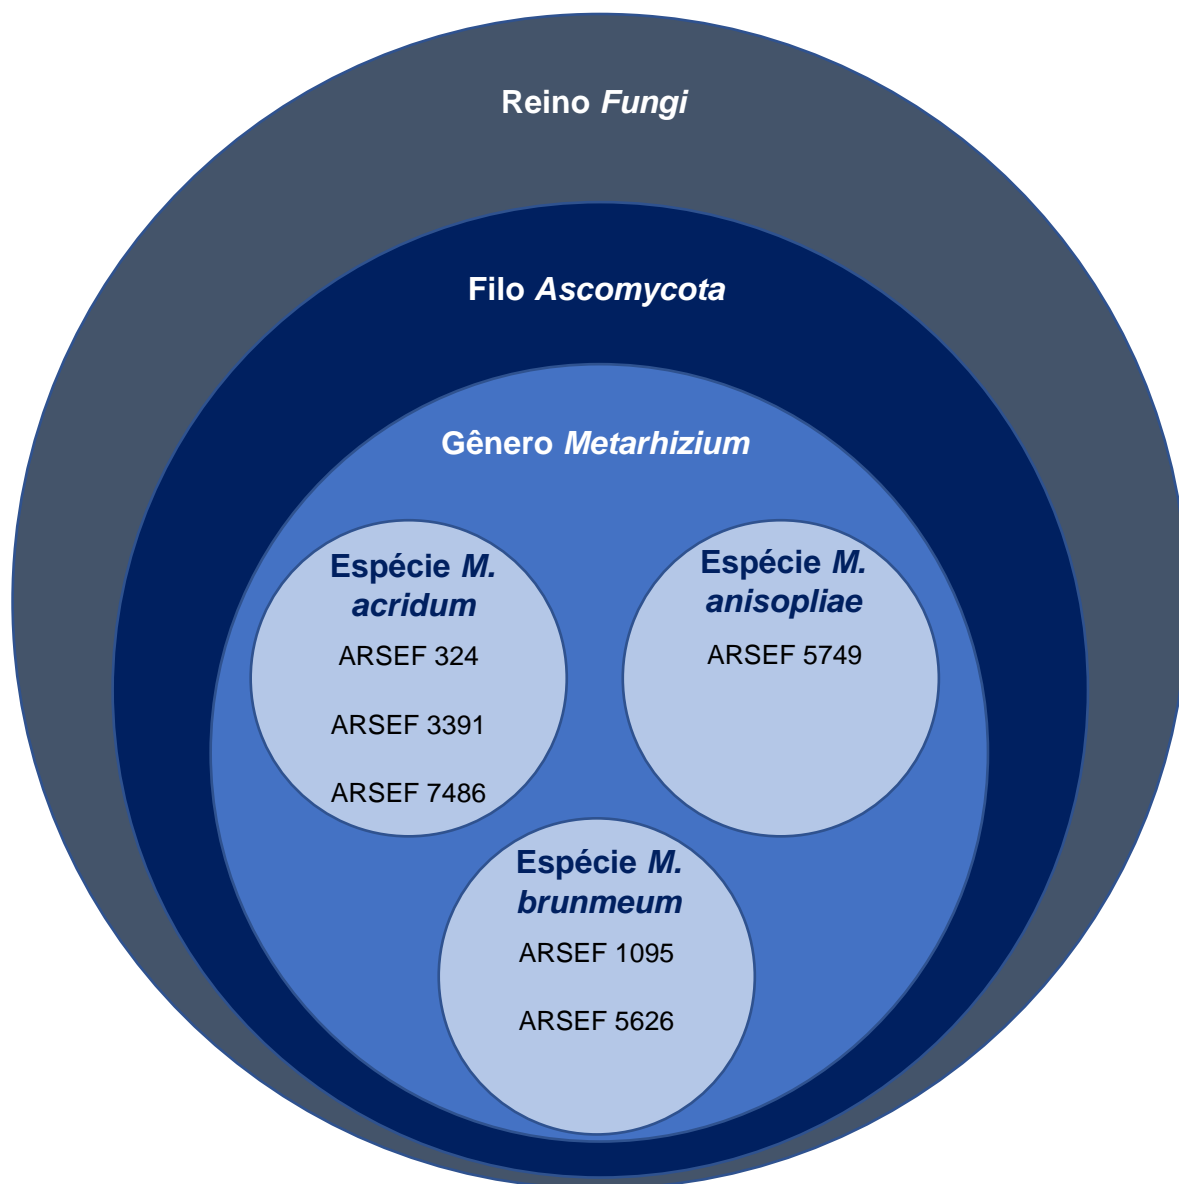 Reino Fungi
Filo Ascomycota
Gênero Metarhizium
Espécie M.
acridum
ARSEF 324
ARSEF 3391
ARSEF 7486
Espécie M.
anisopliae
ARSEF 5749
Espécie M.
brunmeum
ARSEF 1095
ARSEF 5626